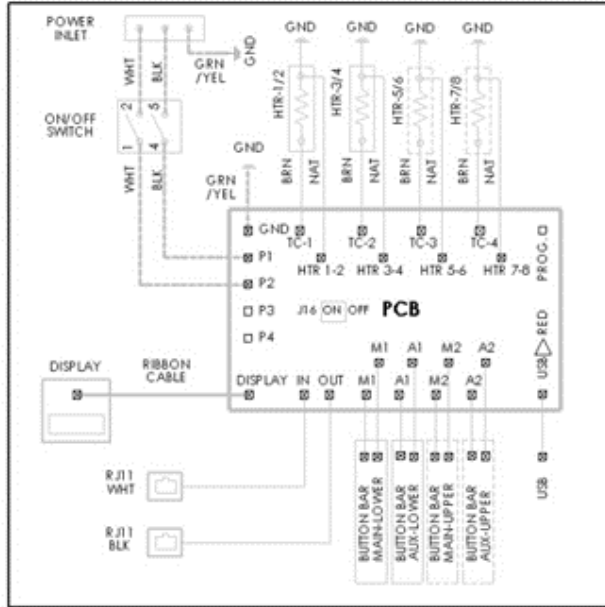 POWER
INLET
GND
GRN
/YEL
WHT
BLK
ON/OFF
SWITCH
2
5
1
4
WHT
BLK
GND
GRN
/YEL
GND
GND
GND
GND
HTR-1/2
HTR-3/4
HTR-5/6
HTR-7/8
BRN
NAT
BRN
NAT
BRN
NAT
BRN
NAT
GND
TC-1
TC-2
TC-3
TC-4
HTR 1-2
HTR 3-4
HTR 5-6
HTR 7-8
PROG.
P1
P2
P3
P4
J16 ON OFF
PCB
USB
RED
M1
A1
M2
A2
DISPLAY
IN
OUT
M1
A1
M2
A2
DISPLAY
RIBBON
CABLE
RJ11
WHT
RJ11
BLK
BUTTON BAR
MAIN-LOWER
BUTTON BAR
AUX-LOWER
BUTTON BAR
MAIN-UPPER
BUTTON BAR
AUX-UPPER
USB